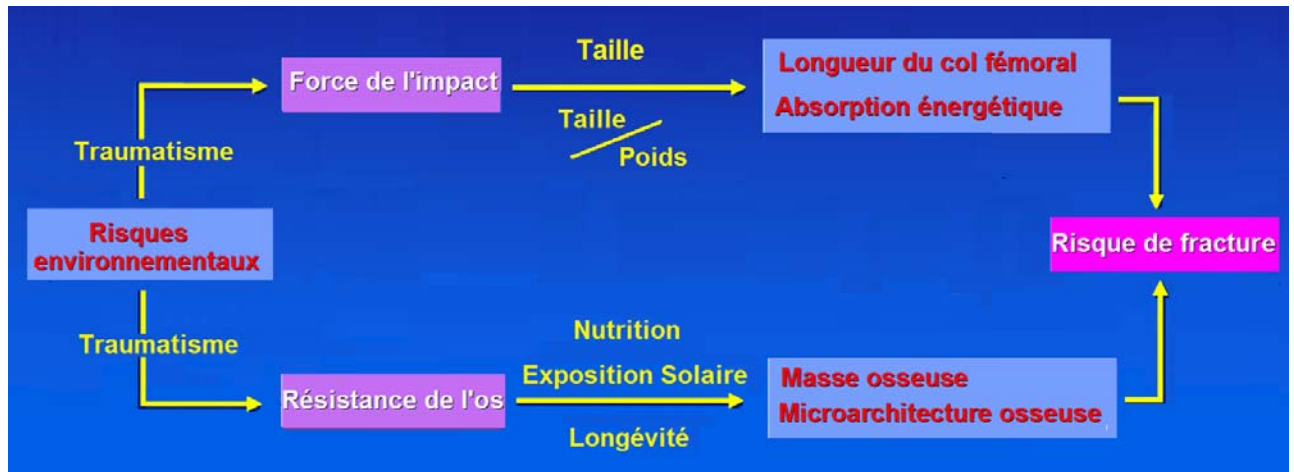 Taille
Force de l'impact
Longueur du col fémoral
Absorption énergétique
Taille
Poids
Traumatisme
Risques
environnementaux
Risque de fracture
Traumatisme
Nutrition
Exposition Solaire
Résistance de l'os
Masse osseuse
Microarchitecture osseuse
Longévité